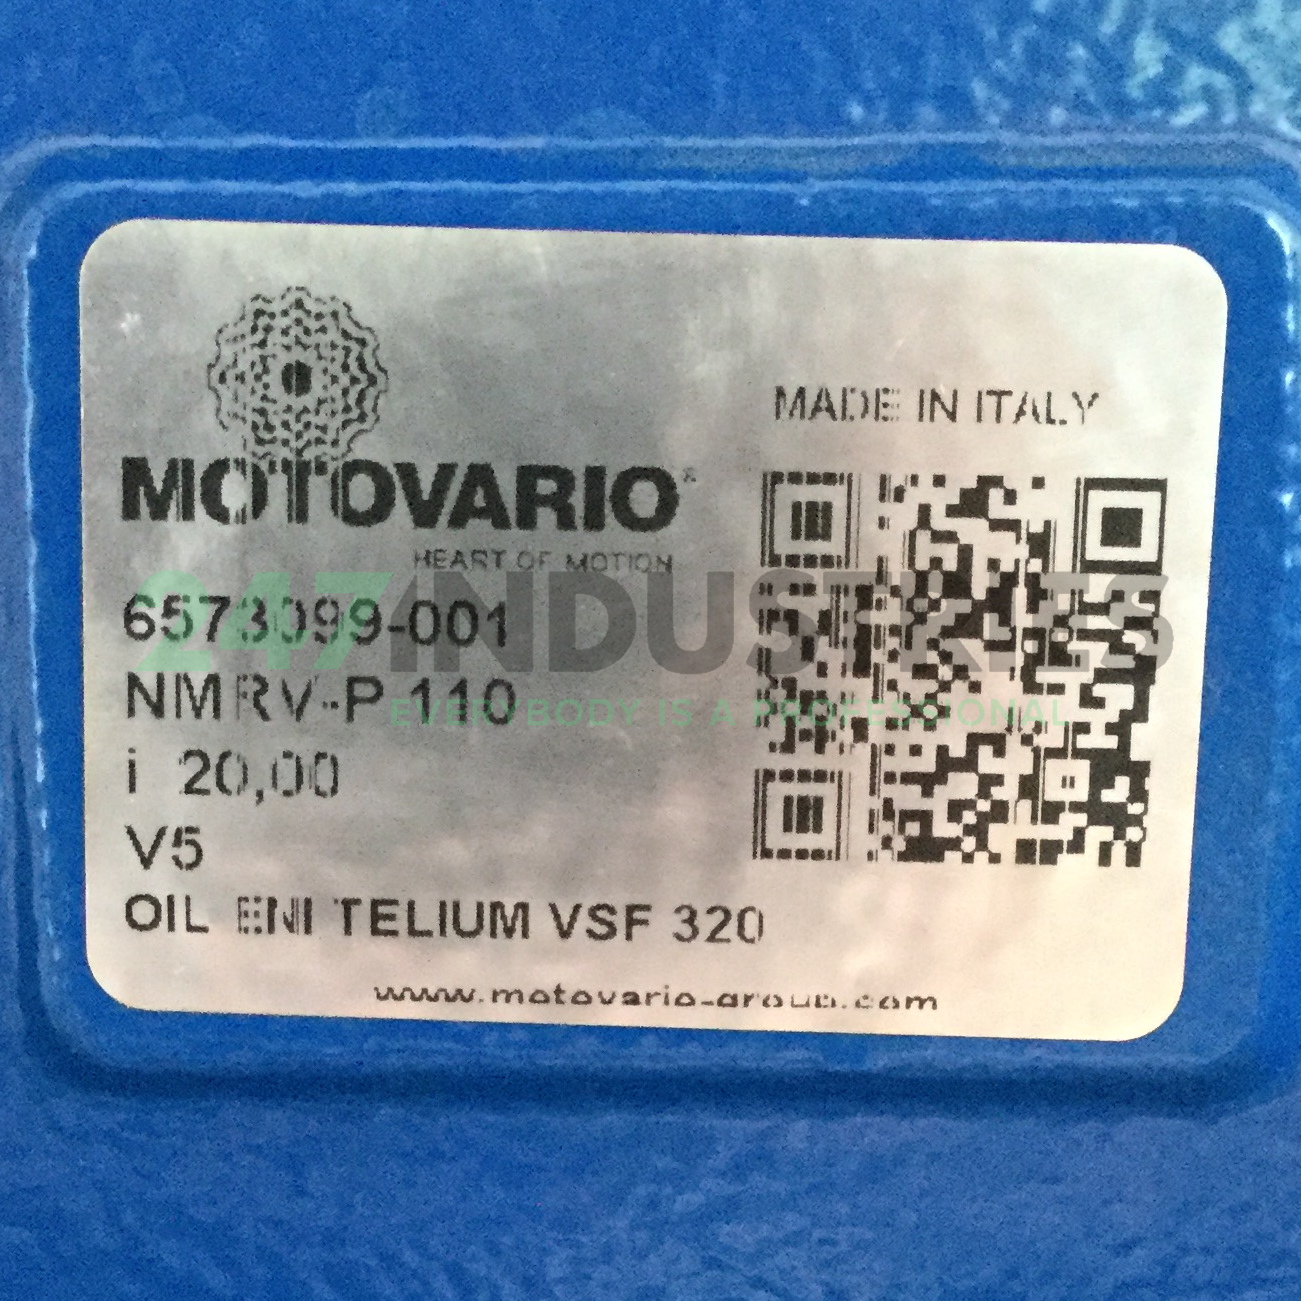 MOTOVARIO®
HEART OF MOTION
6573099-001
NMRV-P 110
i 20,00
V5
OIL ENI TELIUM VSF 320
www.motovario-group.com
MADE IN ITALY
247INDUSTRIES
EVERYBODY IS A PROFESSIONAL